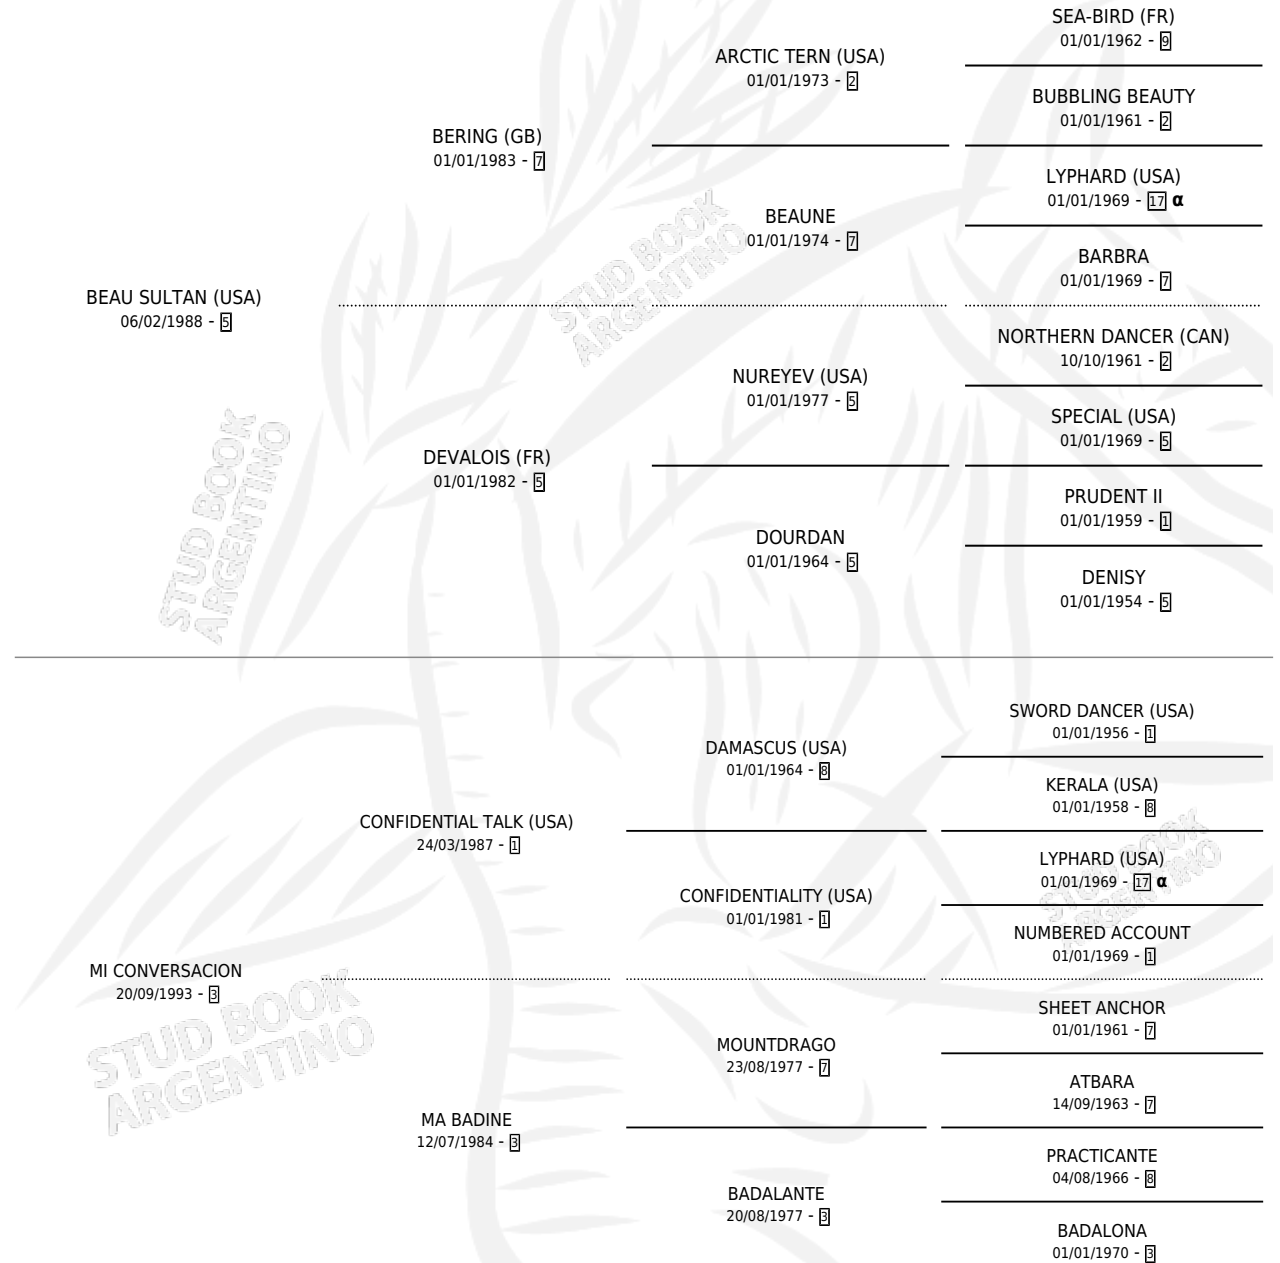 SEA-BIRD (FR)
01/01/1962 - 9
ARCTIC TERN (USA)
01/01/1973 - 2
BUBBLING BEAUTY
01/01/1961 - 2
BERING (GB)
01/01/1983 - 7
LYPHARD (USA)
01/01/1969 - 17 α
BEAUNE
01/01/1974 - 7
BARBRA
01/01/1969 - 7
BEAU SULTAN (USA)
06/02/1988 - 5
NORTHERN DANCER (CAN)
10/10/1961 - 2
NUREYEV (USA)
01/01/1977 - 5
SPECIAL (USA)
01/01/1969 - 5
DEVALOIS (FR)
01/01/1982 - 5
PRUDENT II
01/01/1959 - 1
DOURDAN
01/01/1964 - 5
DENISY
01/01/1954 - 5
SWORD DANCER (USA)
01/01/1956 - 1
DAMASCUS (USA)
01/01/1964 - 8
KERALA (USA)
01/01/1958 - 8
CONFIDENTIAL TALK (USA)
24/03/1987 - 1
LYPHARD (USA)
01/01/1969 - 17 α
CONFIDENTIALITY (USA)
01/01/1981 - 1
NUMBERED ACCOUNT
01/01/1969 - 1
MI CONVERSACION
20/09/1993 - 3
SHEET ANCHOR
01/01/1961 - 7
MOUNTDRAGO
23/08/1977 - 7
ATBARA
14/09/1963 - 7
MA BADINE
12/07/1984 - 3
PRACTICANTE
04/08/1966 - 8
BADALANTE
20/08/1977 - 3
BADALONA
01/01/1970 - 3
STUD BOOK
ARGENTINO
STUD BOOK
ARGENTINO
STUD BOOK
ARGENTINO
STUD BOOK
ARGENTINO